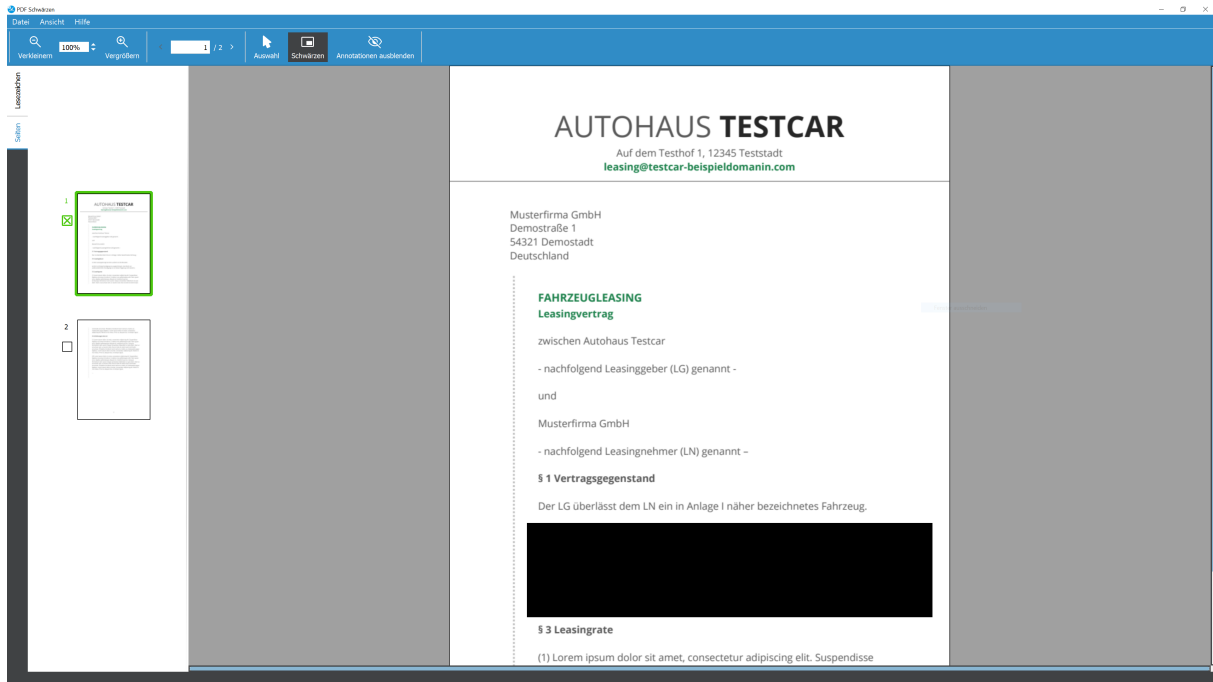 PDF Schwärzen
Datei Ansicht Hilfe
Verkleinern
100%
Vergrößern
1 / 2
Auswahl
Schwärzen
Annotationen ausblenden
Lesezeichen
Seiten
1
AUTOHAUS TESTCAR
2
AUTOHAUS TESTCAR
Auf dem Testhof 1, 12345 Teststadt
leasing@testcar-beispieldomanin.com
Musterfirma GmbH
Demostraße 1
54321 Demostadt
Deutschland
FAHRZEUGLEASING
Leasingvertrag
zwischen Autohaus Testcar
- nachfolgend Leasinggeber (LG) genannt -
und
Musterfirma GmbH
- nachfolgend Leasingnehmer (LN) genannt –
§ 1 Vertragsgegenstand
Der LG überlässt dem LN ein in Anlage I näher bezeichnetes Fahrzeug.
§ 3 Leasingrate
(1) Lorem ipsum dolor sit amet, consectetur adipiscing elit. Suspendisse